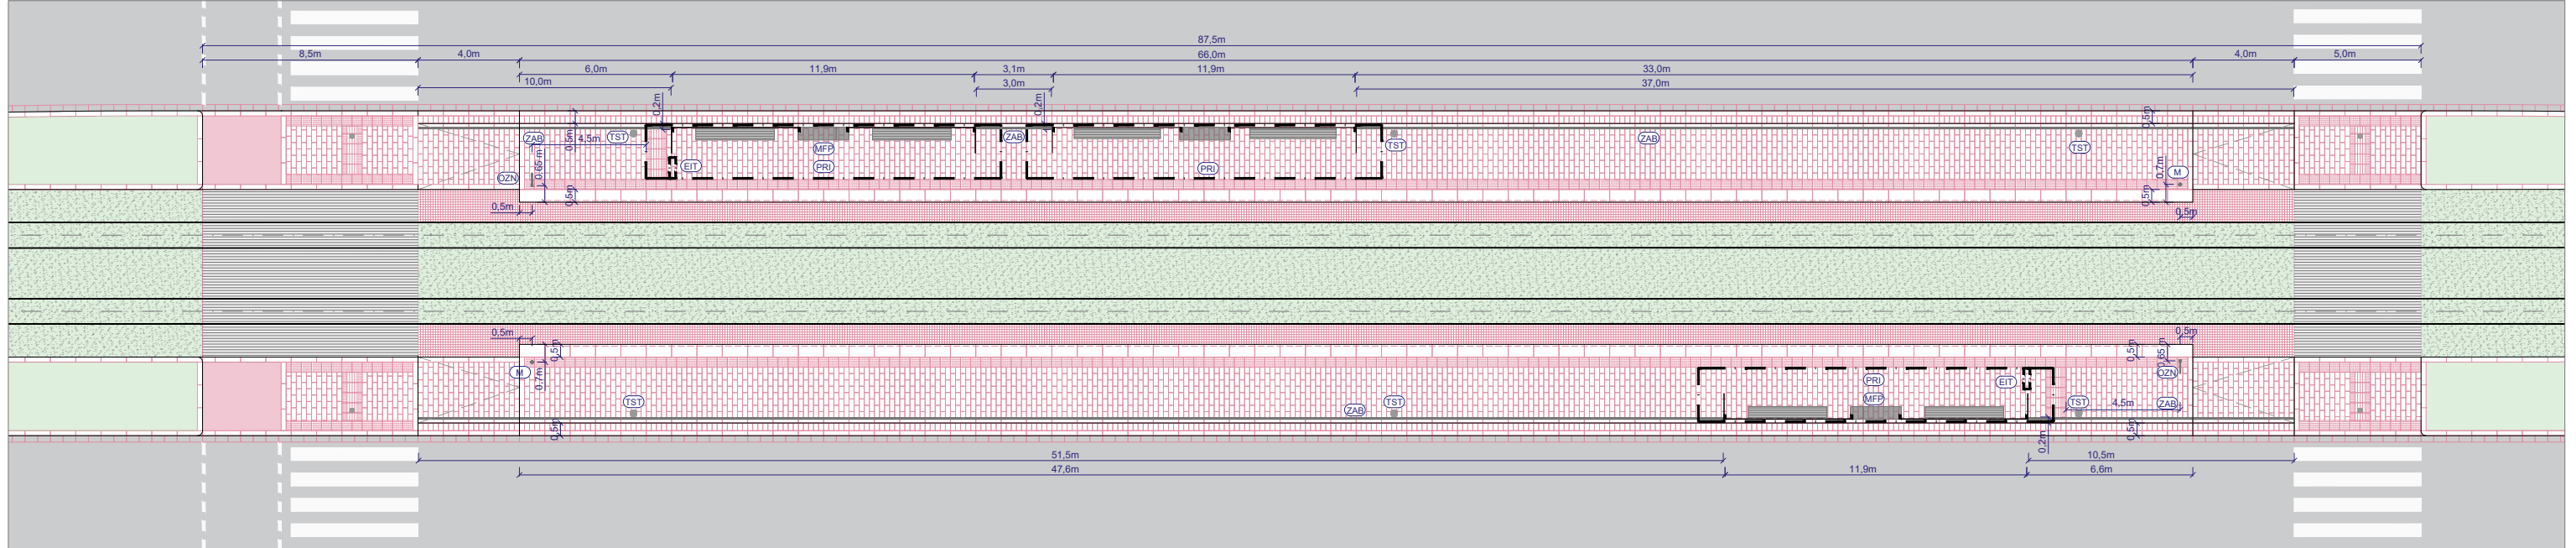 87,5m
8,5m 4,0m 66,0m 4,0m 5,0m
6,0m 11,9m 3,1m 11,9m 33,0m
10,0m 3,0m 37,0m
0,2m 0,2m
0,5m 0,5m
ZAB TST 4,5m ZAB TST ZAB TST
MFP
0,65 m EIT PRI PRI 0,7m M
OZN
0,5m 0,5m
0,5m 0,5m
0,5m 0,5m
0,5m 0,5m 0,65 m
M 0,7m PRI EIT OZN
MFP
TST ZAB TST TST 4,5m ZAB
0,5m 0,2m 0,5m
51,5m 10,5m
47,6m 11,9m 6,6m